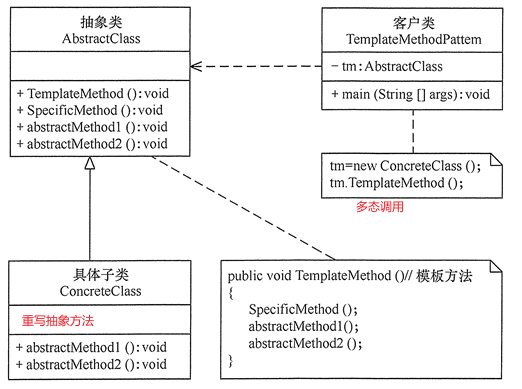 抽象类
AbstractClass
+ TemplateMethod ():void
+ SpecificMethod ():void
+ abstractMethod1 ():void
+ abstractMethod2 ():void
客户类
TemplateMethodPattem
− tm:AbstractClass
+ main (String [] args):void
tm=new ConcreteClass ();
tm.TemplateMethod ();
多态调用
具体子类
ConcreteClass
重写抽象方法
+ abstractMethod1 ():void
+ abstractMethod2 ():void
public void TemplateMethod ()// 模板方法
{
SpecificMethod ();
abstractMethod1();
abstractMethod2 ();
}